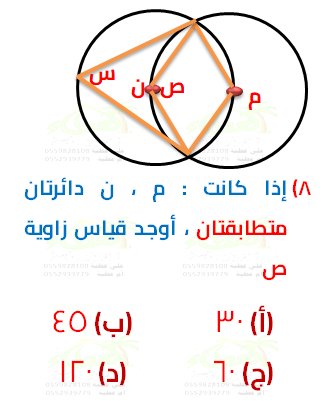 س
ن ص
م
٨) إذا كانت : م ، ن دائرتان
متطابقتان ، أوجد قياس زاوية
ص
(أ) ٣٠ (ب) ٤٥
(ج) ٦٠ (د) ١٢٠